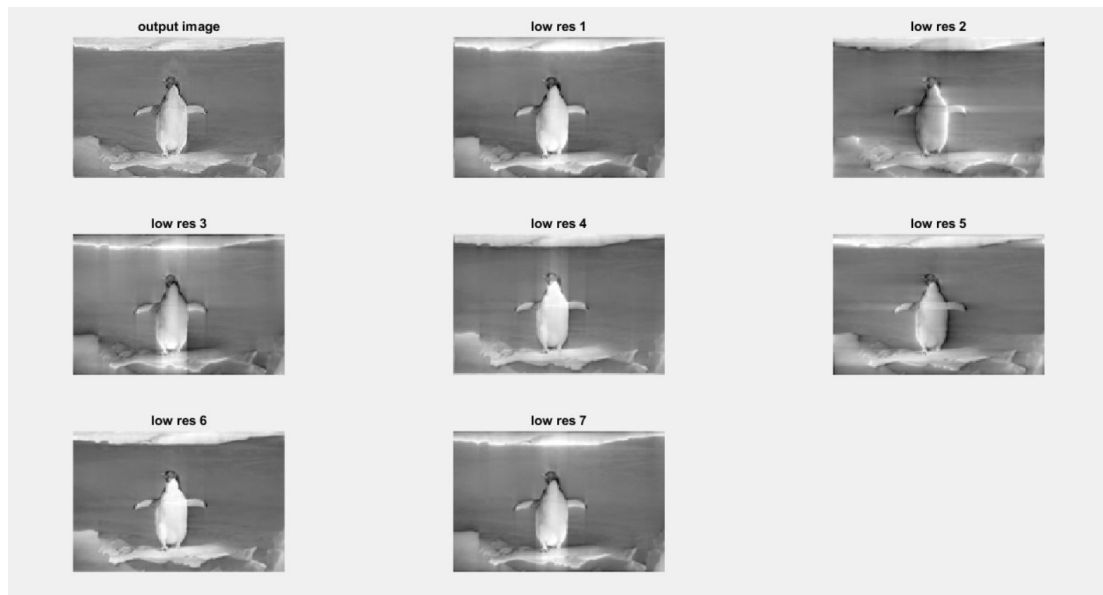 output image
low res 1
low res 2
low res 3
low res 4
low res 5
low res 6
low res 7